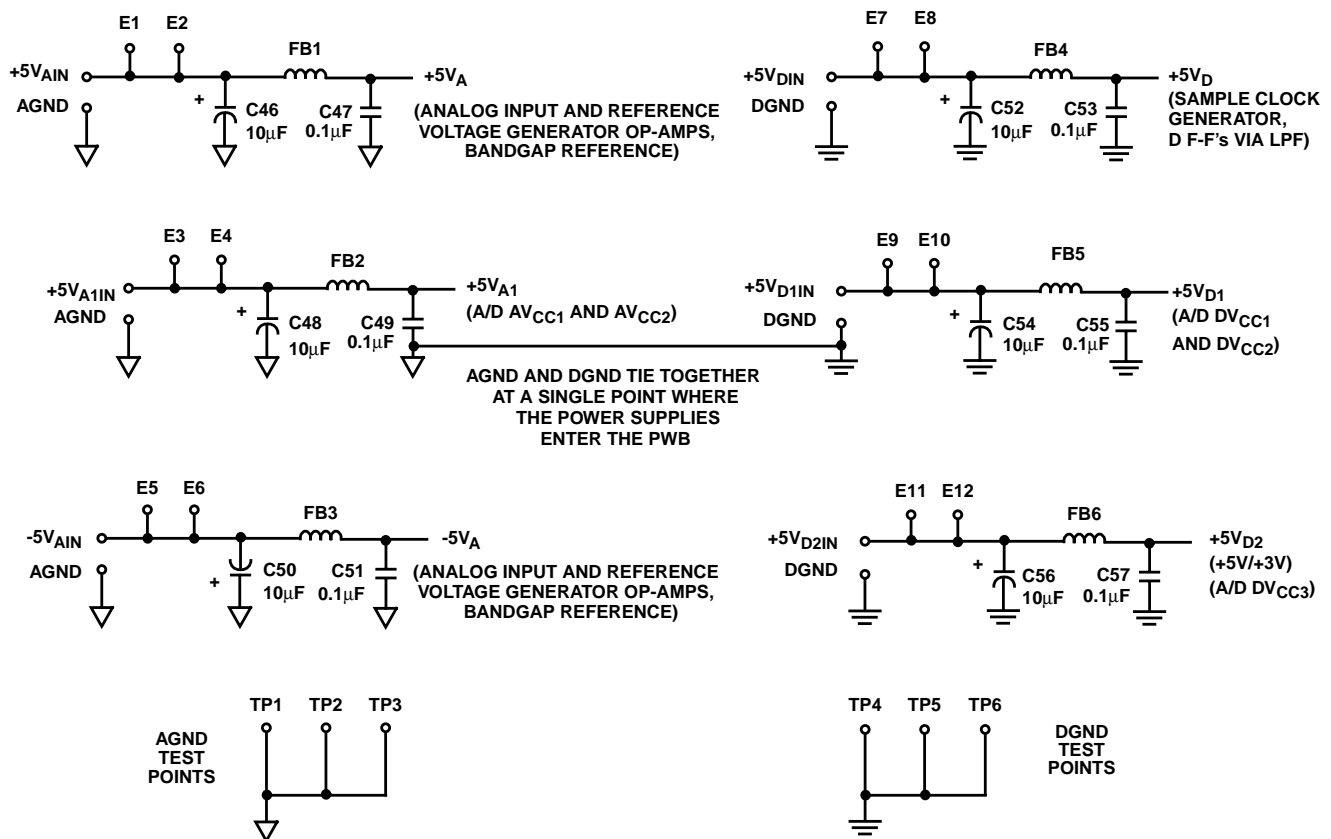 E1 E2
FB1
+5VAIN
+5VA
AGND
+
C46
10µF
C47
0.1µF
(ANALOG INPUT AND REFERENCE
VOLTAGE GENERATOR OP-AMPS,
BANDGAP REFERENCE)
E7 E8
FB4
+5VDIN
+5VD
DGND
+
C52
10µF
C53
0.1µF
(SAMPLE CLOCK
GENERATOR,
D F-F's VIA LPF)
E3 E4
FB2
+5VA1IN
+5VA1
AGND
+
C48
10µF
C49
0.1µF
(A/D AVCC1 AND AVCC2)
E9 E10
FB5
+5VD1IN
+5VD1
DGND
+
C54
10µF
C55
0.1µF
(A/D DVCC1
AND DVCC2)
AGND AND DGND TIE TOGETHER
AT A SINGLE POINT WHERE
THE POWER SUPPLIES
ENTER THE PWB
E5 E6
FB3
-5VAIN
-5VA
AGND
+
C50
10µF
C51
0.1µF
(ANALOG INPUT AND REFERENCE
VOLTAGE GENERATOR OP-AMPS,
BANDGAP REFERENCE)
E11 E12
FB6
+5VD2IN
+5VD2
DGND
+
C56
10µF
C57
0.1µF
(+5V/+3V)
(A/D DVCC3)
TP1 TP2 TP3
AGND
TEST
POINTS
TP4 TP5 TP6
DGND
TEST
POINTS